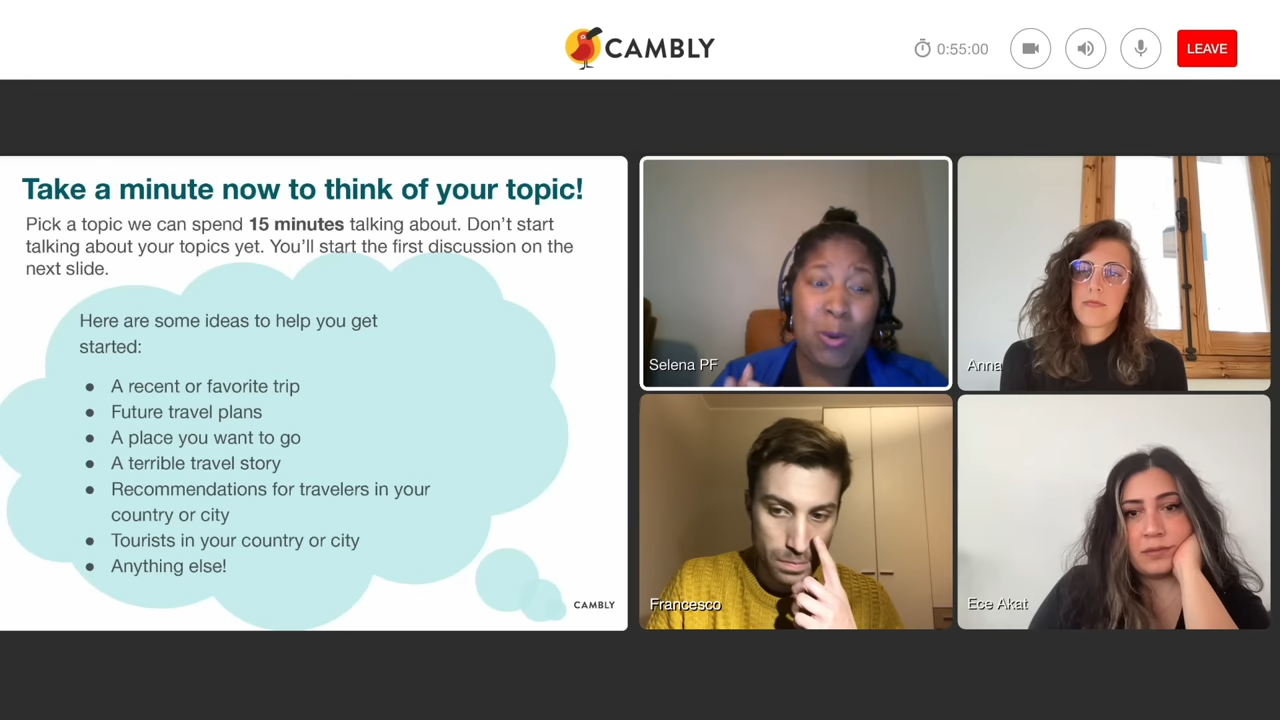 CAMBLY
0:55:00
LEAVE
Take a minute now to think of your topic!
Pick a topic we can spend 15 minutes talking about. Don’t start
talking about your topics yet. You’ll start the first discussion on the
next slide.
Here are some ideas to help you get
started:
● A recent or favorite trip
● Future travel plans
● A place you want to go
● A terrible travel story
● Recommendations for travelers in your
country or city
● Tourists in your country or city
● Anything else!
CAMBLY
Selena PF
Anna
Francesco
Ece Akat